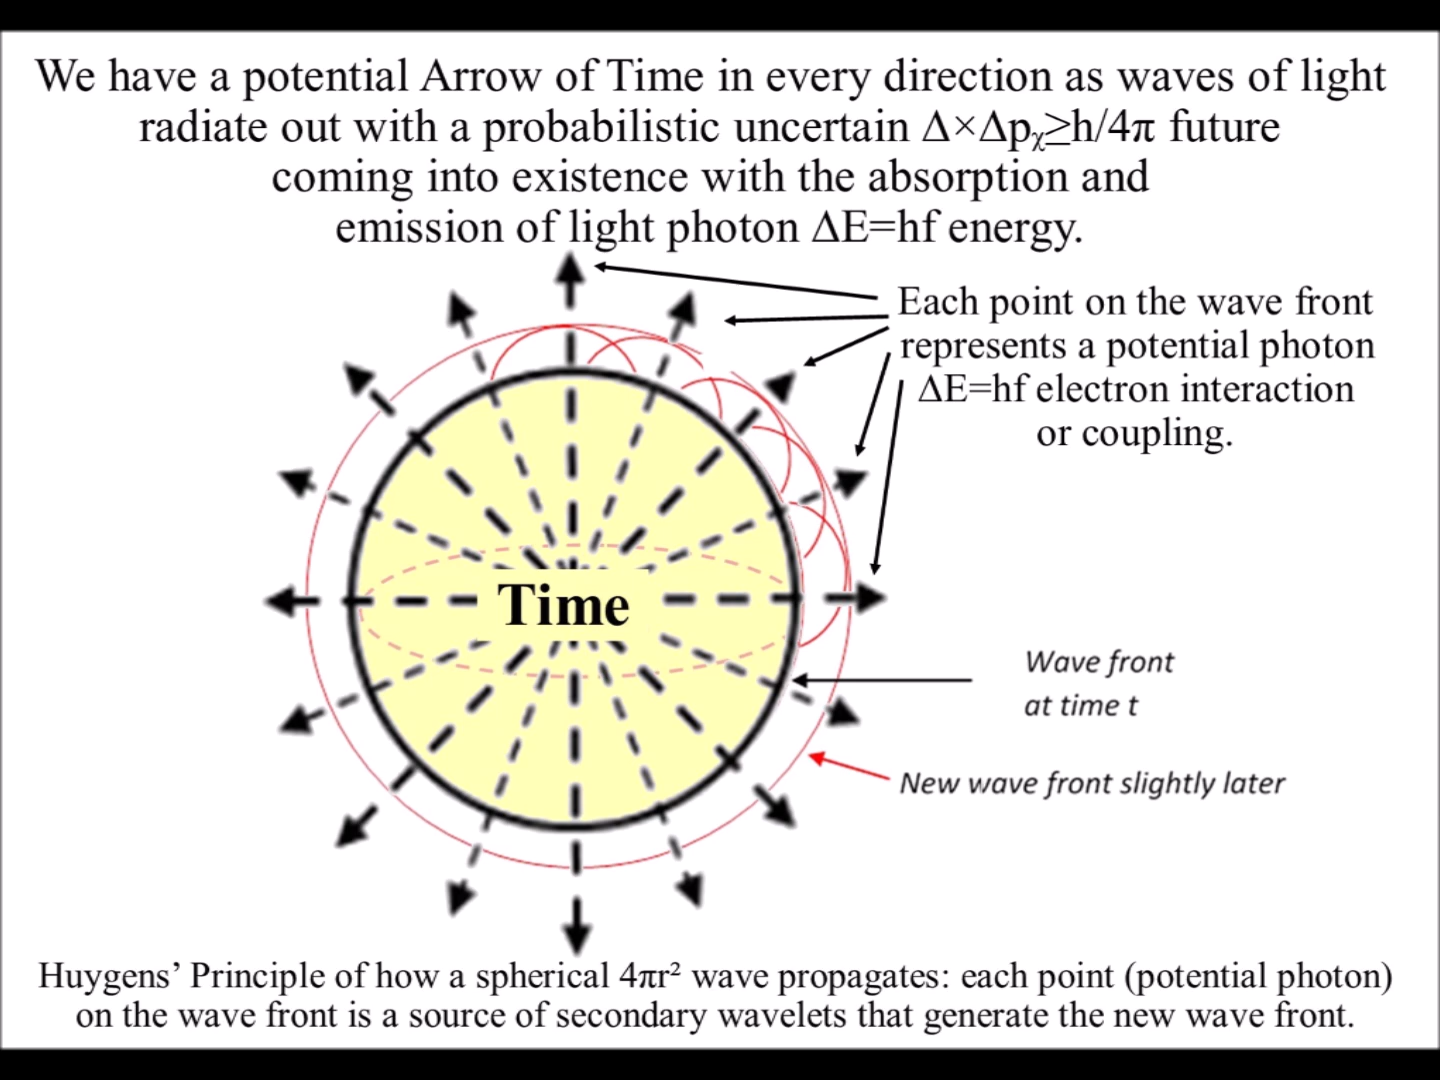 We have a potential Arrow of Time in every direction as waves of light
radiate out with a probabilistic uncertain Δ×Δpᵪ≥h/4π future
coming into existence with the absorption and
emission of light photon ΔE=hf energy.
Each point on the wave front
represents a potential photon
ΔE=hf electron interaction
or coupling.
Time
Wave front
at time t
New wave front slightly later
Huygens’ Principle of how a spherical 4πr² wave propagates: each point (potential photon)
on the wave front is a source of secondary wavelets that generate the new wave front.